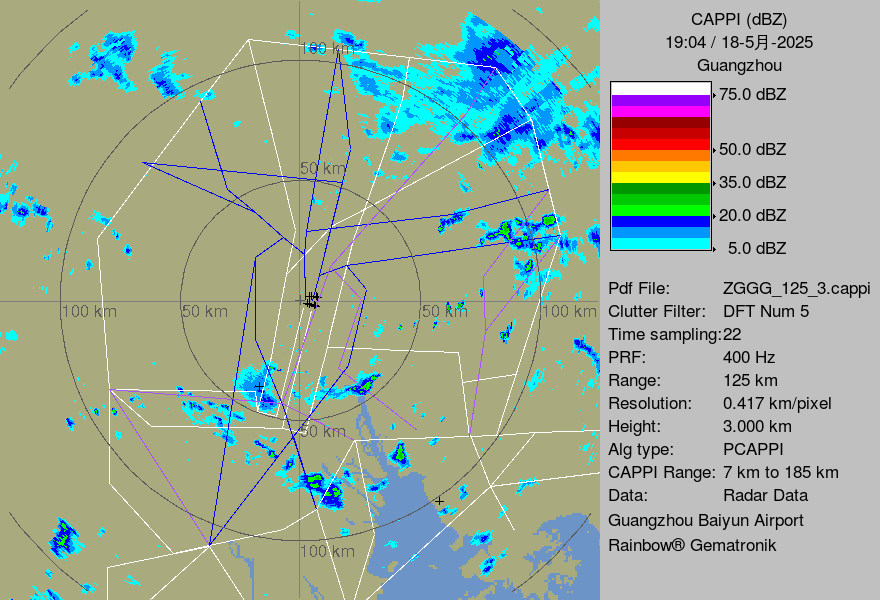 CAPPI (dBZ)
19:04 / 18-5月-2025
Guangzhou
75.0 dBZ
50.0 dBZ
35.0 dBZ
20.0 dBZ
5.0 dBZ
100 km
50 km
100 km
50 km
50 km
100 km
50 km
100 km
Pdf File: ZGGG_125_3.cappi
Clutter Filter: DFT Num 5
Time sampling:22
PRF: 400 Hz
Range: 125 km
Resolution: 0.417 km/pixel
Height: 3.000 km
Alg type: PCAPPI
CAPPI Range: 7 km to 185 km
Data: Radar Data
Guangzhou Baiyun Airport
Rainbow® Gematronik